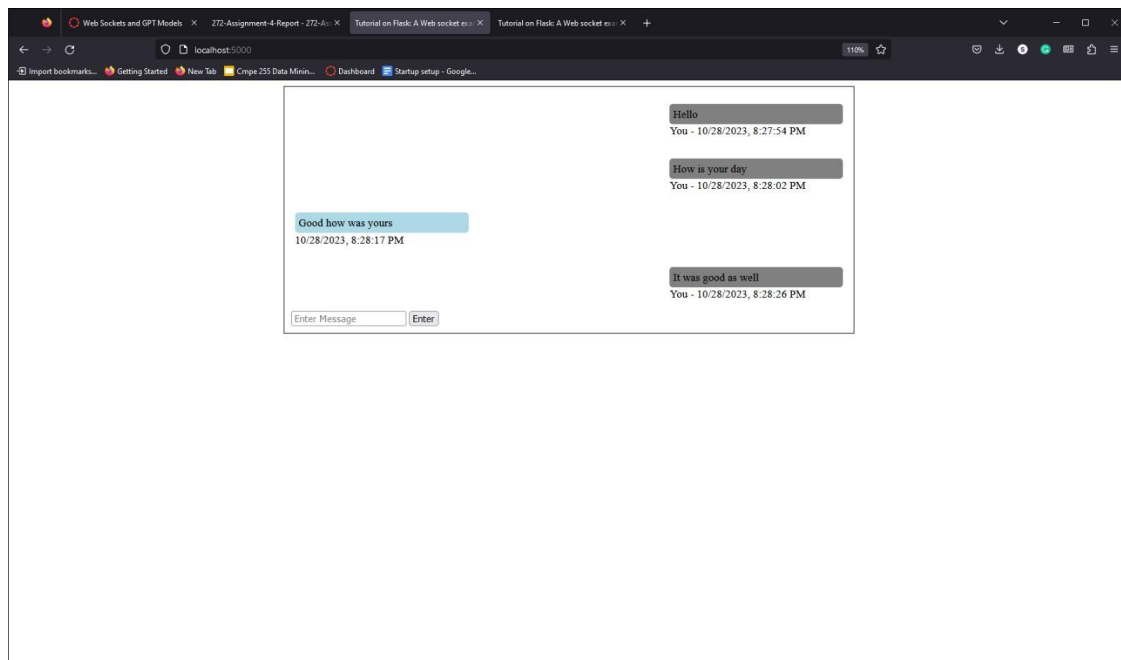 Web Sockets and GPT Models
272-Assignment-4-Report - 272-As
Tutorial on Flask: A Web socket exa
Tutorial on Flask: A Web socket exa
localhost:5000
110%
Import bookmarks...
Getting Started
New Tab
Cmpe 255 Data Minin...
Dashboard
Startup setup - Google...
Hello
You - 10/28/2023, 8:27:54 PM
How is your day
You - 10/28/2023, 8:28:02 PM
Good how was yours
10/28/2023, 8:28:17 PM
It was good as well
You - 10/28/2023, 8:28:26 PM
Enter Message
Enter